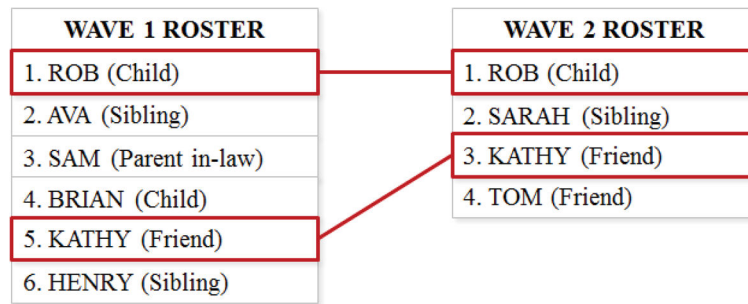 WAVE 1 ROSTER
1. ROB (Child)
2. AVA (Sibling)
3. SAM (Parent in-law)
4. BRIAN (Child)
5. KATHY (Friend)
6. HENRY (Sibling)
WAVE 2 ROSTER
1. ROB (Child)
2. SARAH (Sibling)
3. KATHY (Friend)
4. TOM (Friend)